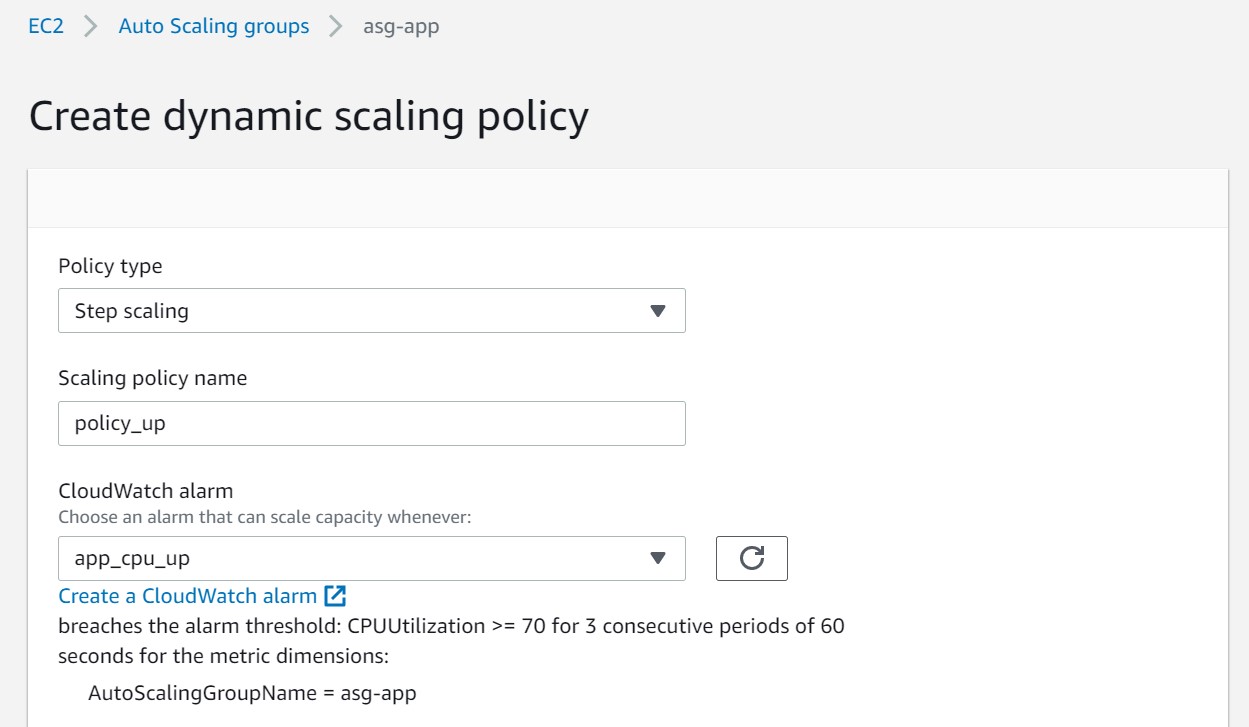 EC2 > Auto Scaling groups > asg-app
Create dynamic scaling policy
Policy type
Step scaling
Scaling policy name
policy_up
CloudWatch alarm
Choose an alarm that can scale capacity whenever:
app_cpu_up
Create a CloudWatch alarm
breaches the alarm threshold: CPUUtilization >= 70 for 3 consecutive periods of 60
seconds for the metric dimensions:
AutoScalingGroupName = asg-app